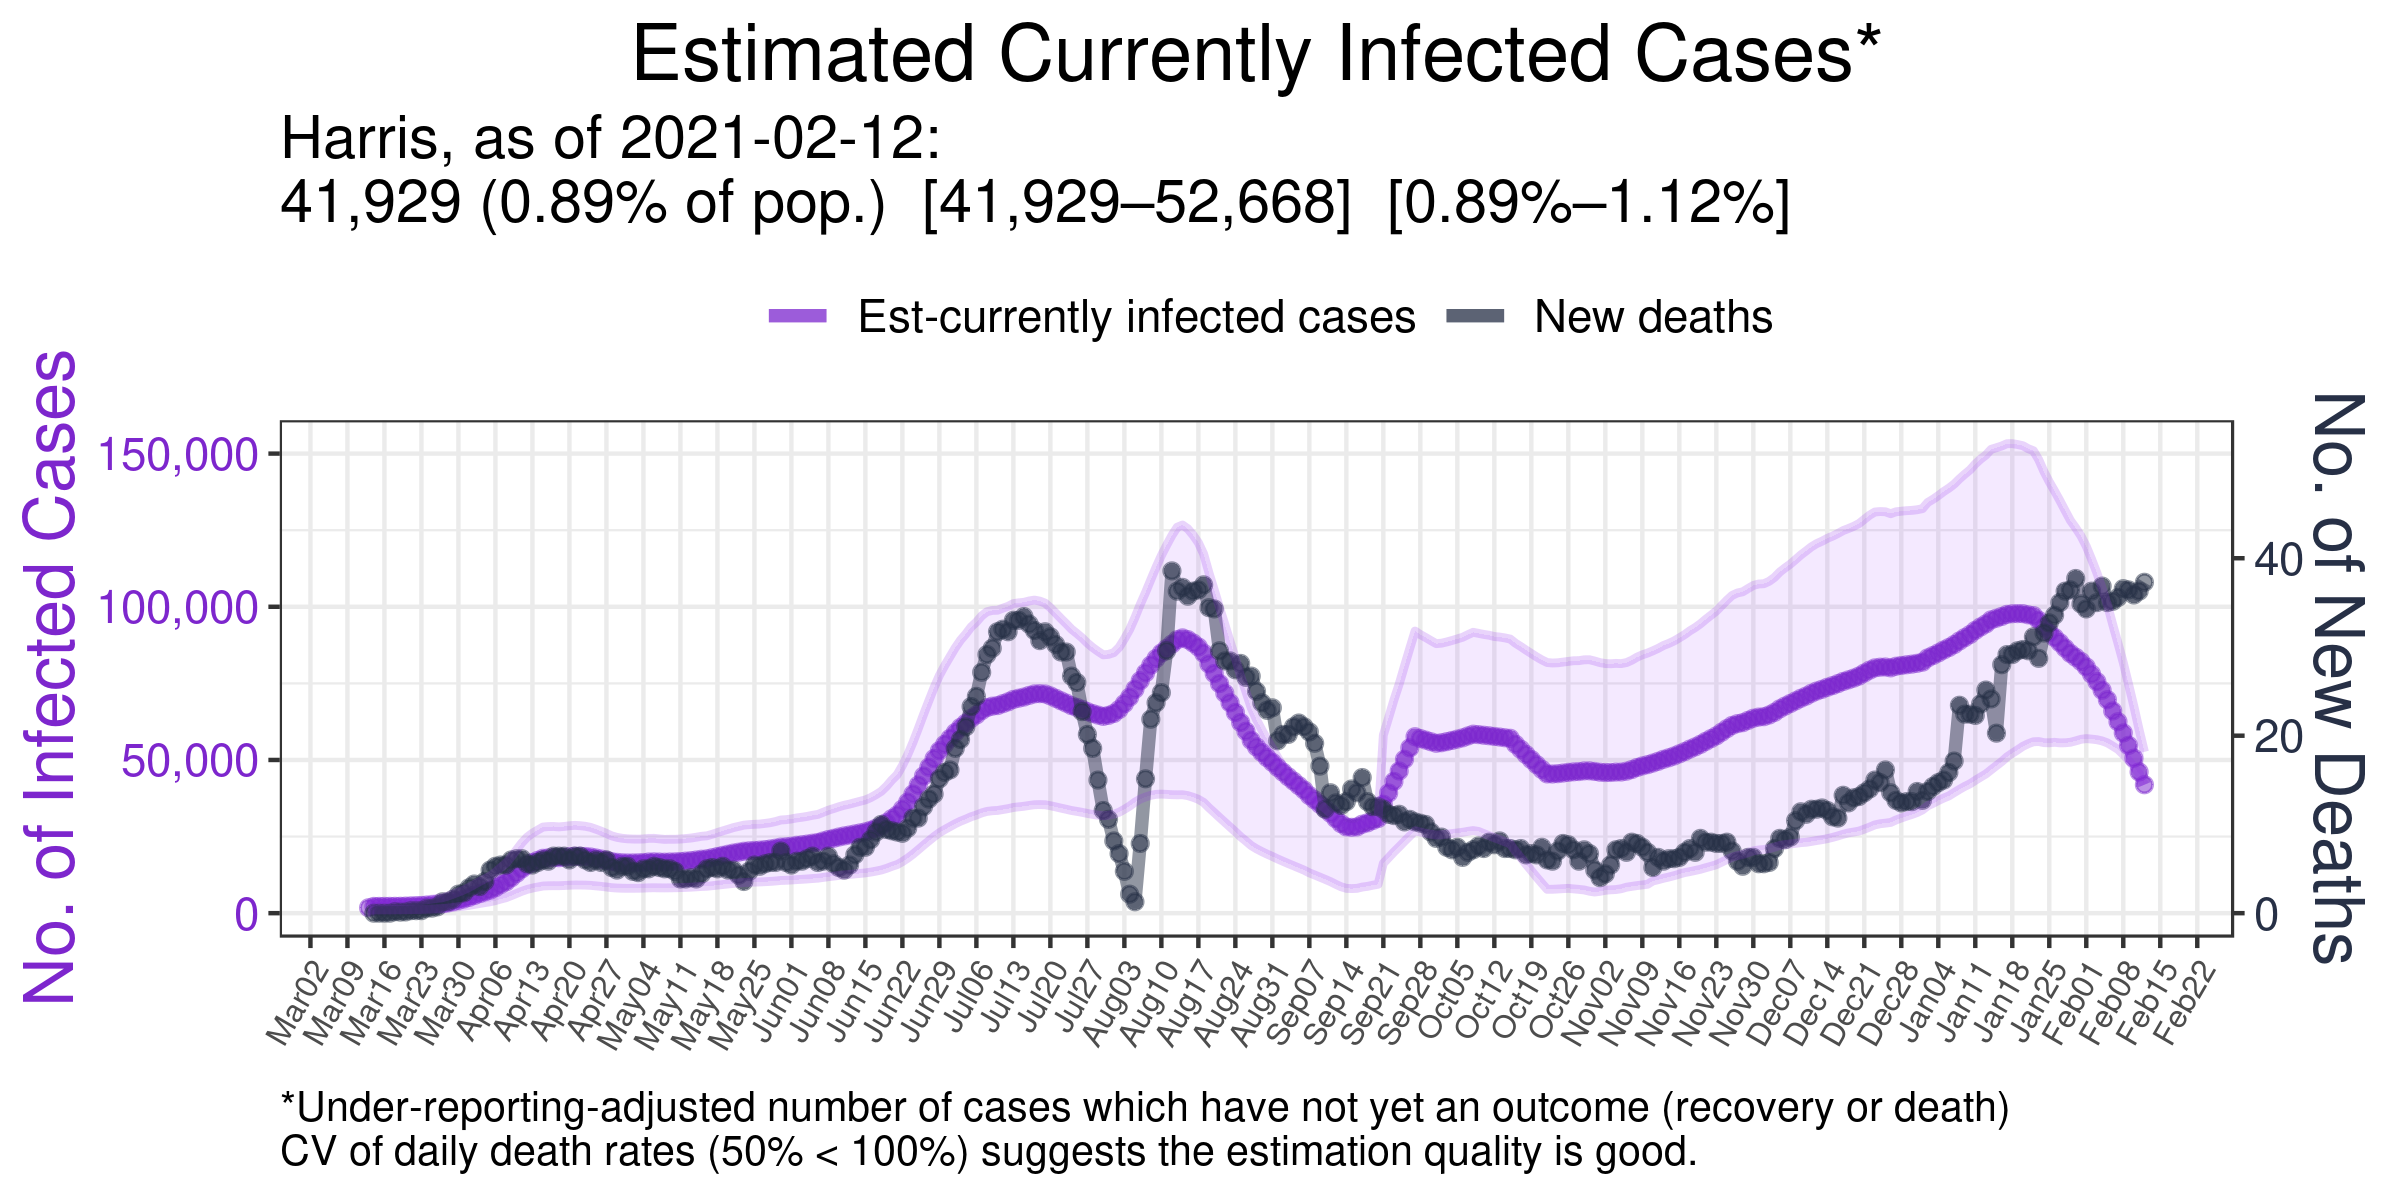 Estimated Currently Infected Cases*
Harris, as of 2021-02-12:
41,929 (0.89% of pop.) [41,929–52,668] [0.89%–1.12%]
Est-currently infected cases
New deaths
No. of Infected Cases
150,000
100,000
50,000
0
No. of New Deaths
40
20
0
Mar02
Mar09
Mar16
Mar23
Mar30
Apr06
Apr13
Apr20
Apr27
May04
May11
May18
May25
Jun01
Jun08
Jun15
Jun22
Jun29
Jul06
Jul13
Jul20
Jul27
Aug03
Aug10
Aug17
Aug24
Aug31
Sep07
Sep14
Sep21
Sep28
Oct05
Oct12
Oct19
Oct26
Nov02
Nov09
Nov16
Nov23
Nov30
Dec07
Dec14
Dec21
Dec28
Jan04
Jan11
Jan18
Jan25
Feb01
Feb08
Feb15
Feb22
*Under-reporting-adjusted number of cases which have not yet an outcome (recovery or death)
CV of daily death rates (50% < 100%) suggests the estimation quality is good.